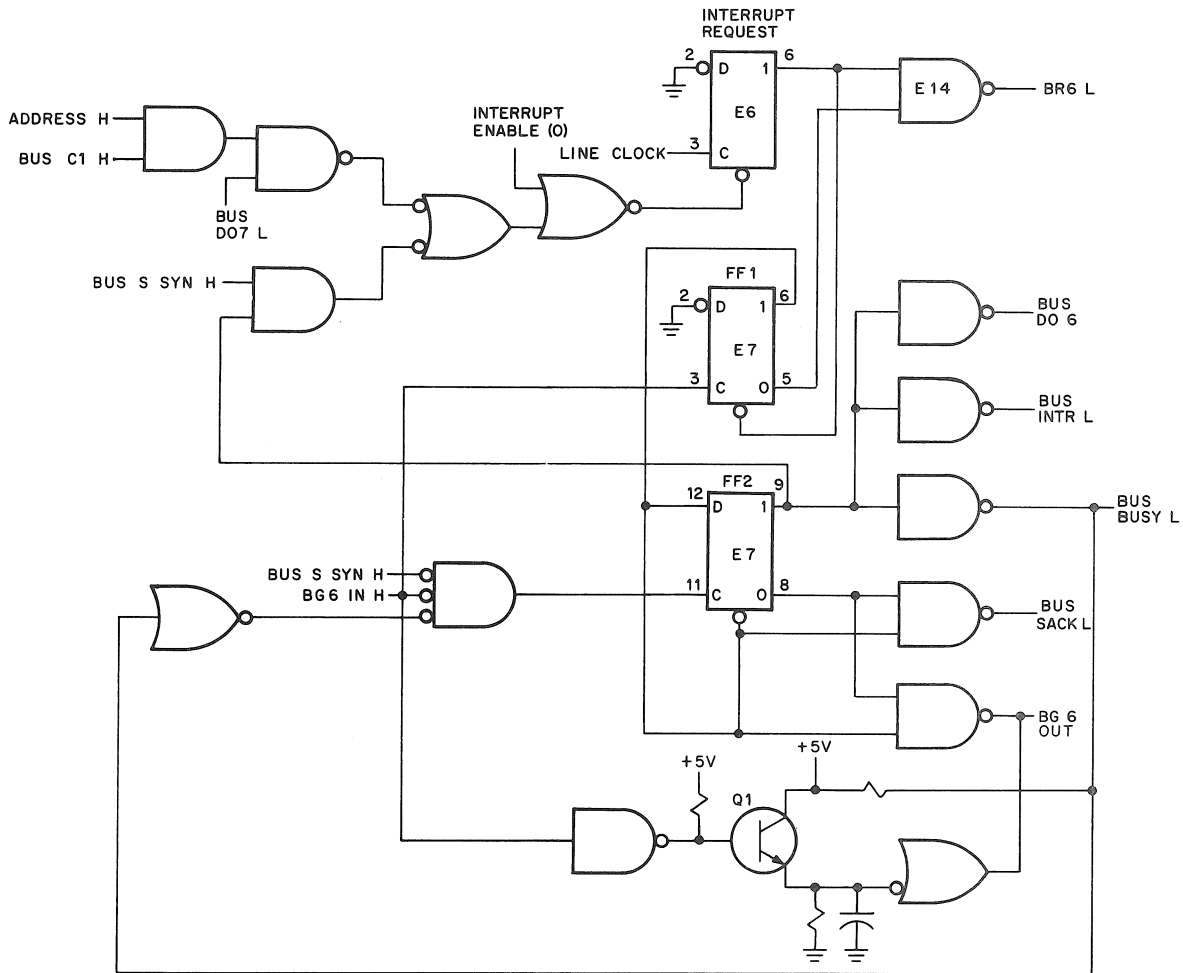 INTERRUPT
REQUEST
2
D
1
6
E6
3
C
LINE CLOCK
E14
BR6 L
ADDRESS H
BUS C1 H
BUS
DO7 L
INTERRUPT
ENABLE (0)
BUS S SYN H
FF1
2
D
1
6
E7
3
C
0
5
BUS
DO 6
BUS
INTR L
FF2
12
D
1
9
E7
11
C
0
8
BUS
BUSY L
BUS S SYN H
BG6 IN H
BUS
SACK L
BG 6
OUT
+5V
+5V
Q1